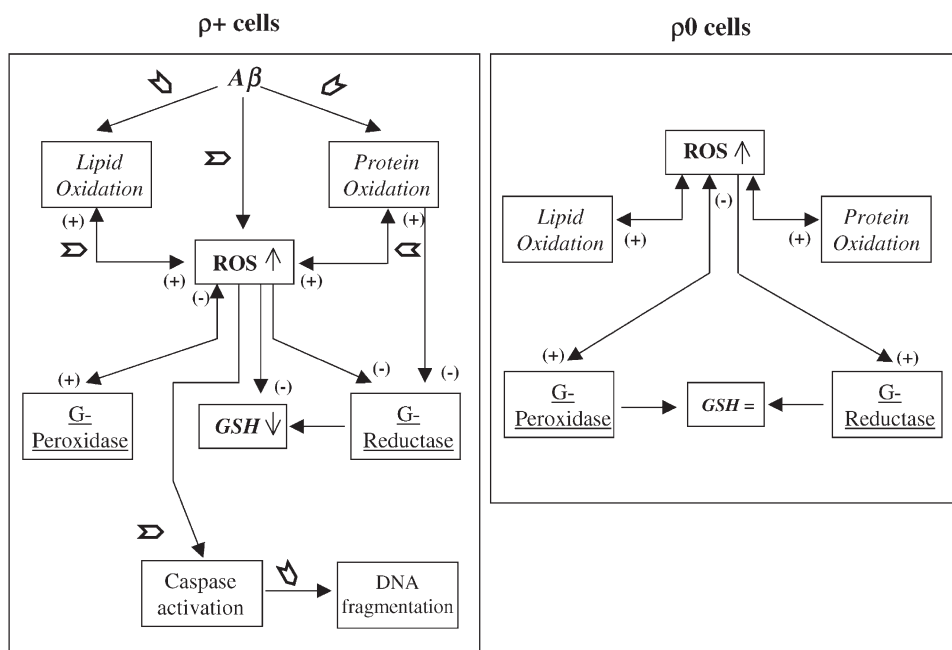 ρ+ cells
Aβ
Lipid
Oxidation
(+)
Protein
Oxidation
(+)
ROS ↑
(+)
(-)
(+)
(+)
(-)
(-)
(-)
G-
Peroxidase
GSH ↓
G-
Reductase
Caspase
activation
DNA
fragmentation
ρ0 cells
ROS ↑
(-)
Lipid
Oxidation
(+)
(+)
Protein
Oxidation
(+)
(+)
G-
Peroxidase
GSH =
G-
Reductase